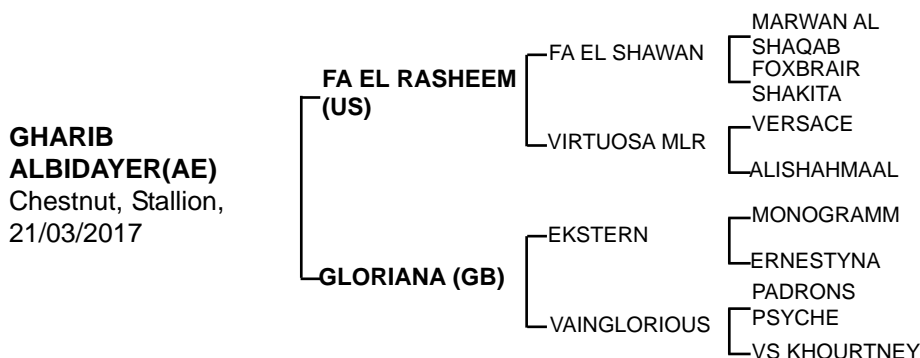 GHARIB
ALBIDAYER(AE)
Chestnut, Stallion,
21/03/2017
FA EL RASHEEM
(US)
GLORIANA (GB)
FA EL SHAWAN
VIRTUOSA MLR
EKSTERN
VAINGLORIOUS
MARWAN AL
SHAQAB
FOXBRAIR
SHAKITA
VERSACE
ALISHAHMAAL
MONOGRAMM
ERNESTYNA
PADRONS
PSYCHE
VS KHOURTNEY